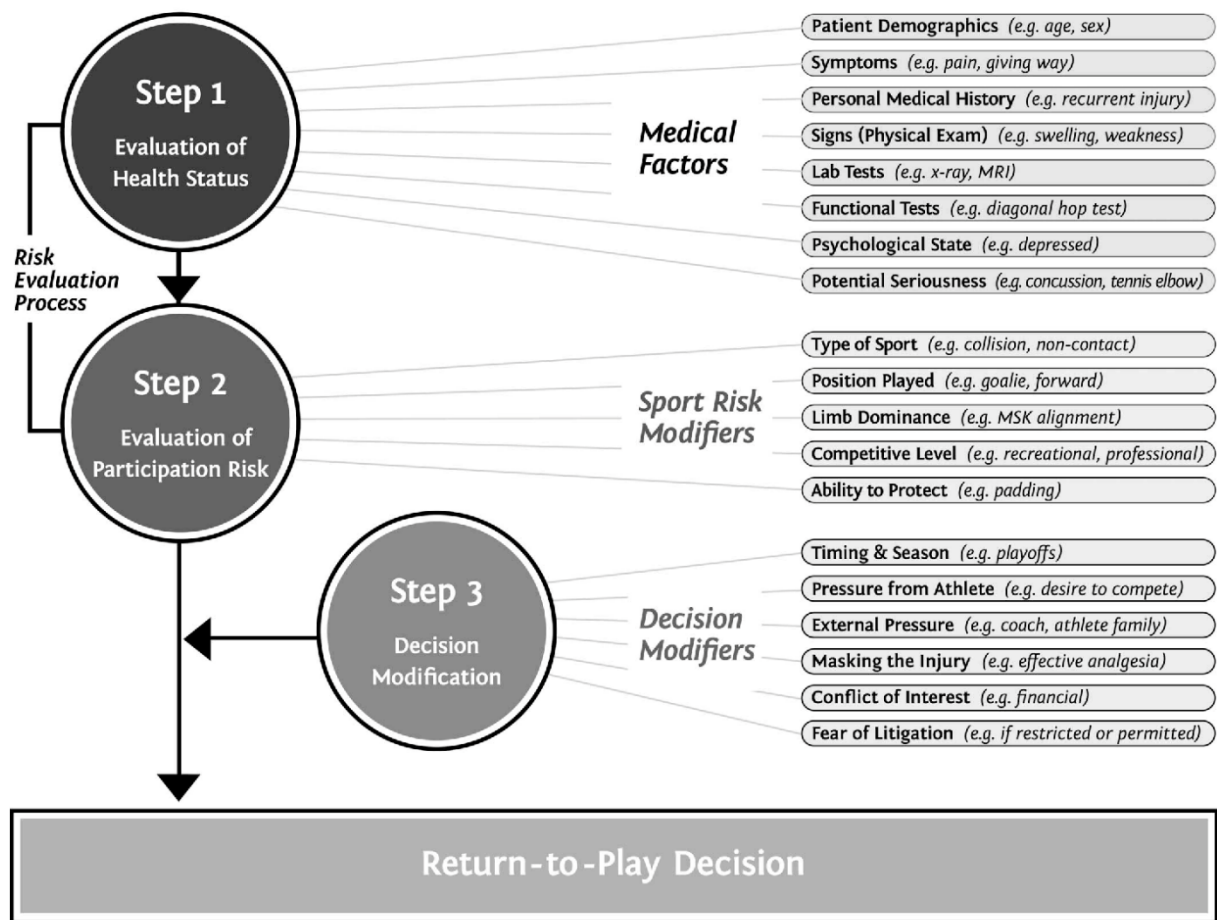 Step 1
Evaluation of
Health Status
Risk
Evaluation
Process
Step 2
Evaluation of
Participation Risk
Step 3
Decision
Modification
Medical
Factors
Patient Demographics (e.g. age, sex)
Symptoms (e.g. pain, giving way)
Personal Medical History (e.g. recurrent injury)
Signs (Physical Exam) (e.g. swelling, weakness)
Lab Tests (e.g. x-ray, MRI)
Functional Tests (e.g. diagonal hop test)
Psychological State (e.g. depressed)
Potential Seriousness (e.g. concussion, tennis elbow)
Sport Risk
Modifiers
Type of Sport (e.g. collision, non-contact)
Position Played (e.g. goalie, forward)
Limb Dominance (e.g. MSK alignment)
Competitive Level (e.g. recreational, professional)
Ability to Protect (e.g. padding)
Decision
Modifiers
Timing & Season (e.g. playoffs)
Pressure from Athlete (e.g. desire to compete)
External Pressure (e.g. coach, athlete family)
Masking the Injury (e.g. effective analgesia)
Conflict of Interest (e.g. financial)
Fear of Litigation (e.g. if restricted or permitted)
Return-to-Play Decision